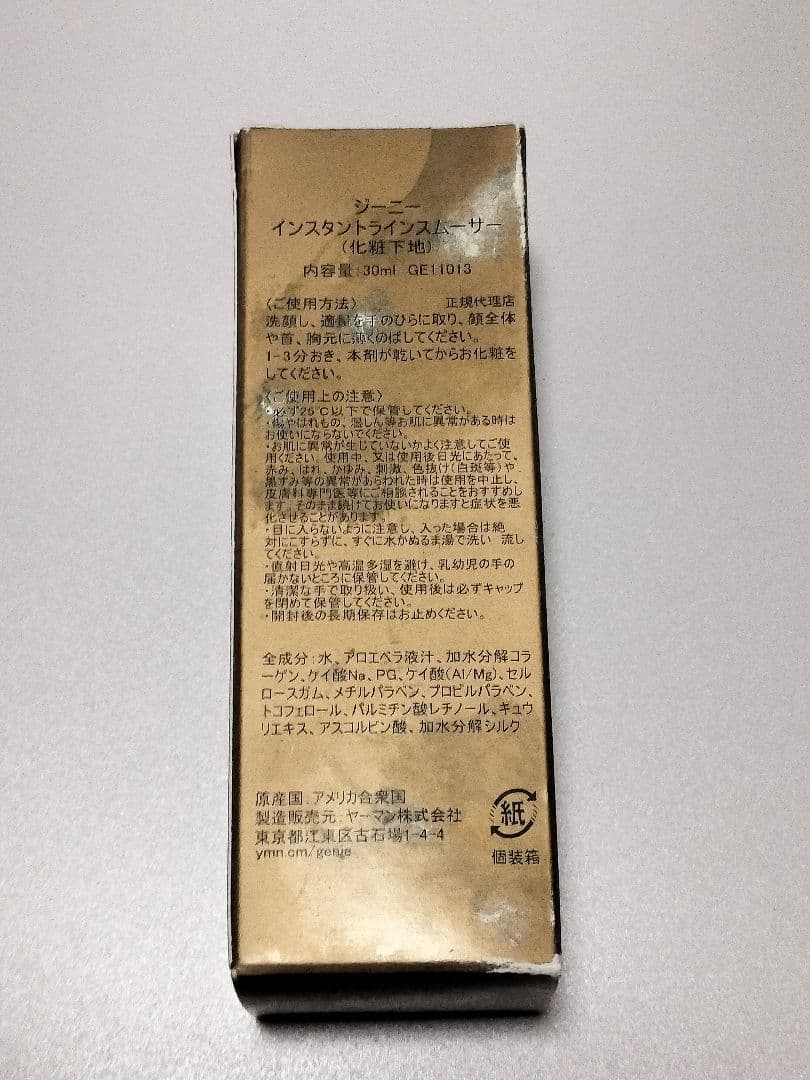 ジーニー
インスタントラインスムーサー
(化粧下地)
内容量:30ml GE11013
〈ご使用方法〉 正規代理店
洗顔し、適量を手のひらに取り、顔全体
や首、胸元に薄くのばしてください。
1-3分おき、本剤が乾いてからお化粧を
してください。
〈ご使用上の注意〉
・必ず25℃以下で保管してください。
・傷やはれもの、湿しん等お肌に異常がある時は
お使いにならないでください。
・お肌に異常が生じていないかよく注意してご使
用ください。使用中、又は使用後日光にあたって、
赤み、はれ、かゆみ、刺激、色抜け(白斑等)や
黒ずみ等の異常があらわれた時は使用を中止し、
皮膚科専門医等にご相談されることをおすすめし
ます。そのまま続けてお使いになりますと症状を悪
化させることがあります。
・目に入らないように注意し、入った場合は絶
対にこすらずに、すぐに水かぬるま湯で洗い 流し
てください。
・直射日光や高温多湿を避け、乳幼児の手の
届かないところに保管してください。
・清潔な手で取り扱い、使用後は必ずキャップ
を閉めて保管してください。
・開封後の長期保存はお止めください。
全成分:水、アロエベラ液汁、加水分解コラ
ーゲン、ケイ酸Na、PG、ケイ酸(Al/Mg)、セル
ロースガム、メチルパラベン、プロピルパラベン、
トコフェロール、パルミチン酸レチノール、キュウ
リエキス、アスコルビン酸、加水分解シルク
原産国:アメリカ合衆国
製造販売元:ヤーマン株式会社
東京都江東区古石場1-4-4
ymn.cm/genie
紙
個装箱